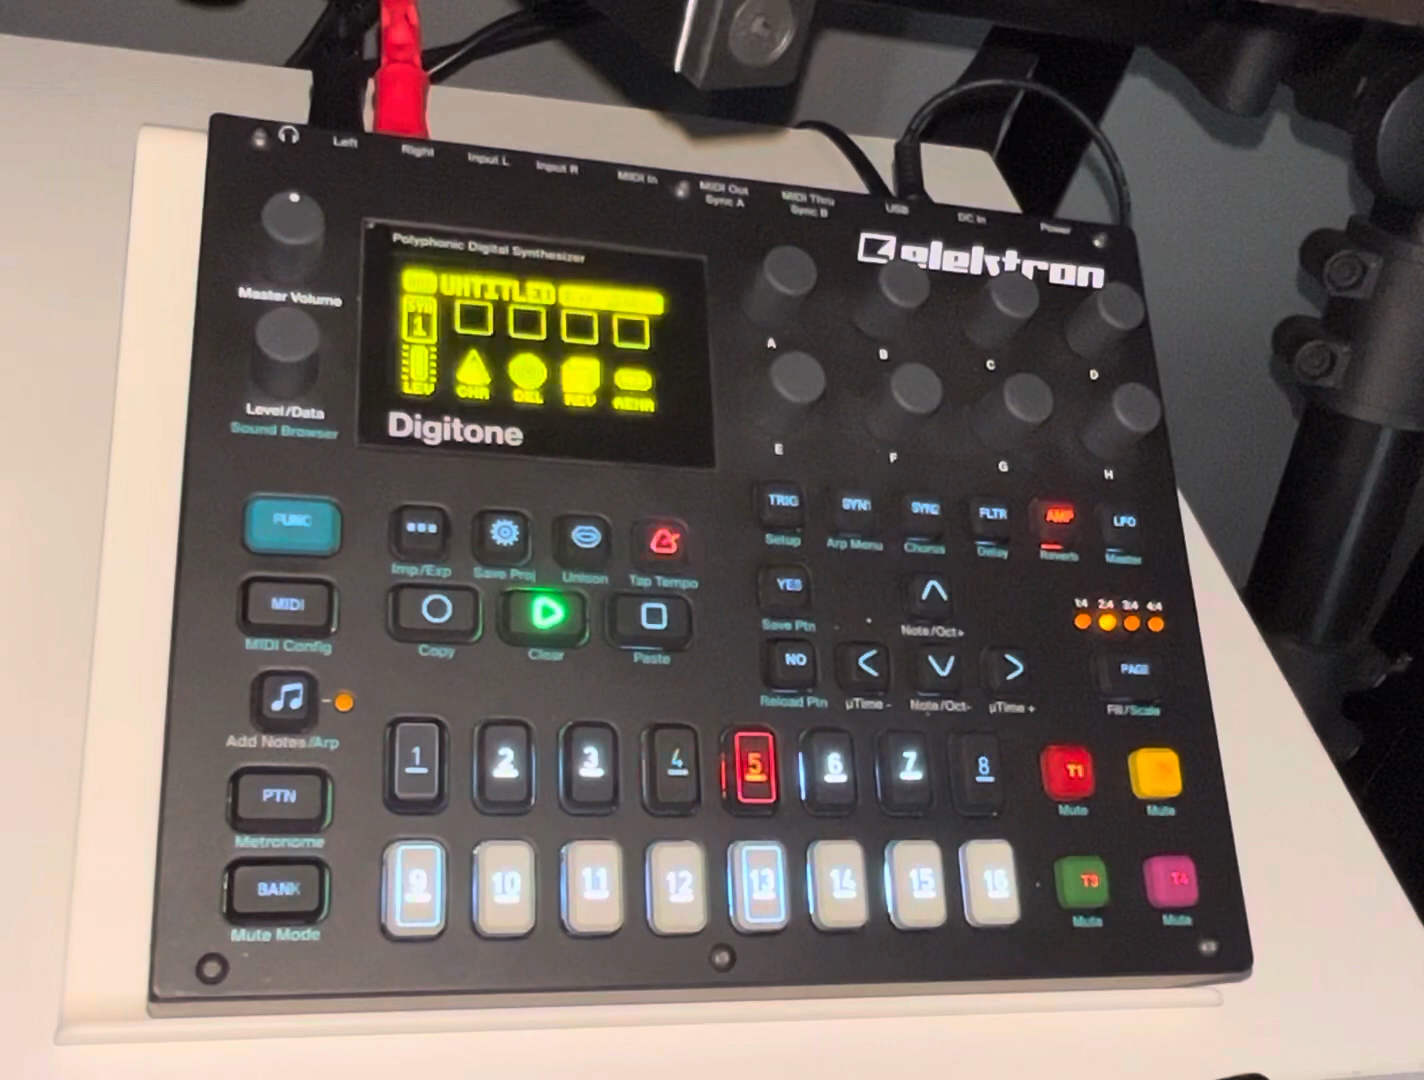 Left
Right
Input L
Input R
MIDI In
MIDI Out
Sync A
MIDI Thru
Sync B
USB
DC In
Power
elektron
Polyphonic Digital Synthesizer
UNTITLED
SYN
1
LEV
CHR
DEL
REV
Digitone
Master Volume
Level/Data
Sound Browser
A
B
C
D
E
F
G
H
FUNC
MIDI
MIDI Config
Add Notes/Arp
PTN
Metronome
BANK
Mute Mode
Imp/Exp
Save Proj
Unison
Tap Tempo
Copy
Clear
Paste
TRIG
SYN1
SYN2
FLTR
AMP
LFO
Setup
Arp Menu
Chorus
Delay
Reverb
Master
YES
Save Ptn
Note/Oct+
1:4 2:4 3:4 4:4
NO
Reload Ptn
µTime -
Note/Oct-
µTime +
PAGE
Fill/Scale
1 2 3 4 5 6 7 8
9 10 11 12 13 14 15 16
T1
Mute
Mute
T3
Mute
T4
Mute